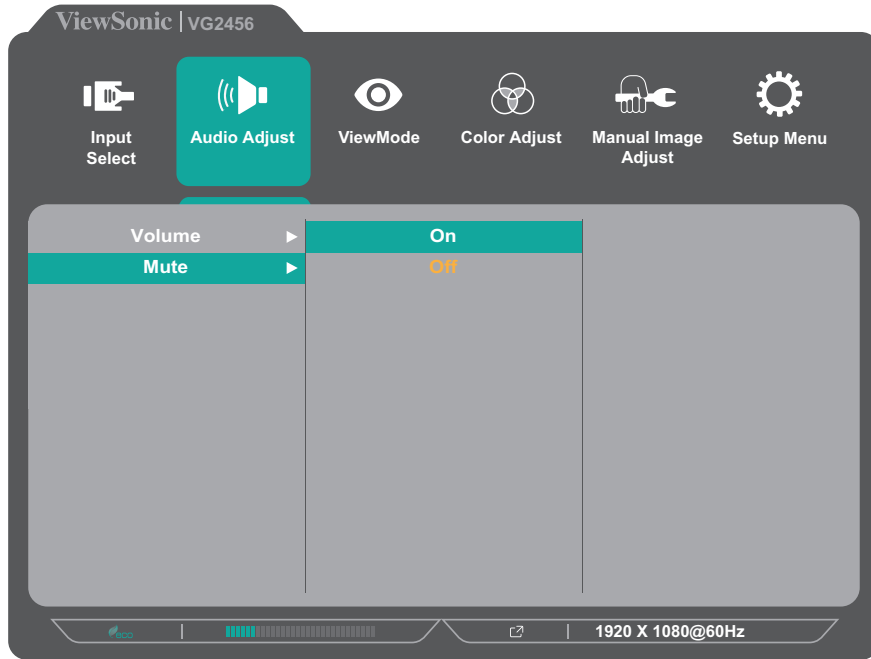 ViewSonic | VG2456
Input
Select
Audio Adjust
ViewMode
Color Adjust
Manual Image
Adjust
Setup Menu
Volume
On
Mute
Off
eco
1920 X 1080@60Hz